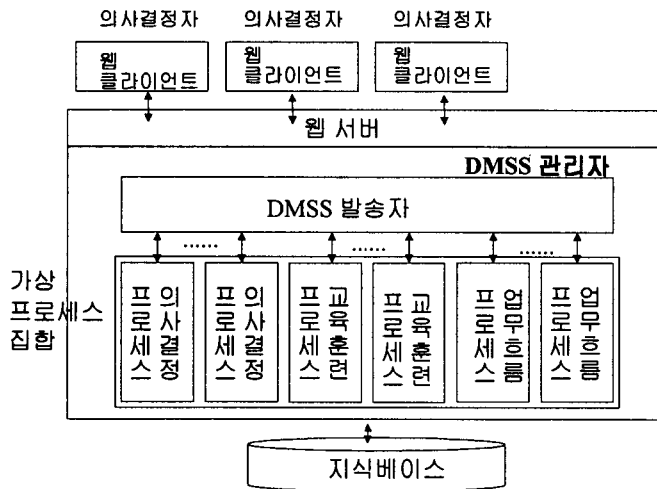 의사결정자 의사결정자 의사결정자
웹 클라이언트
웹 클라이언트
웹 클라이언트
웹 서버
DMSS 관리자
DMSS 발송자
...... ...... ......
가상
프로세스
집합
의사결정 프로세스
의사결정 프로세스
교육훈련 프로세스
교육훈련 프로세스
업무흐름 프로세스
업무흐름 프로세스
지식베이스